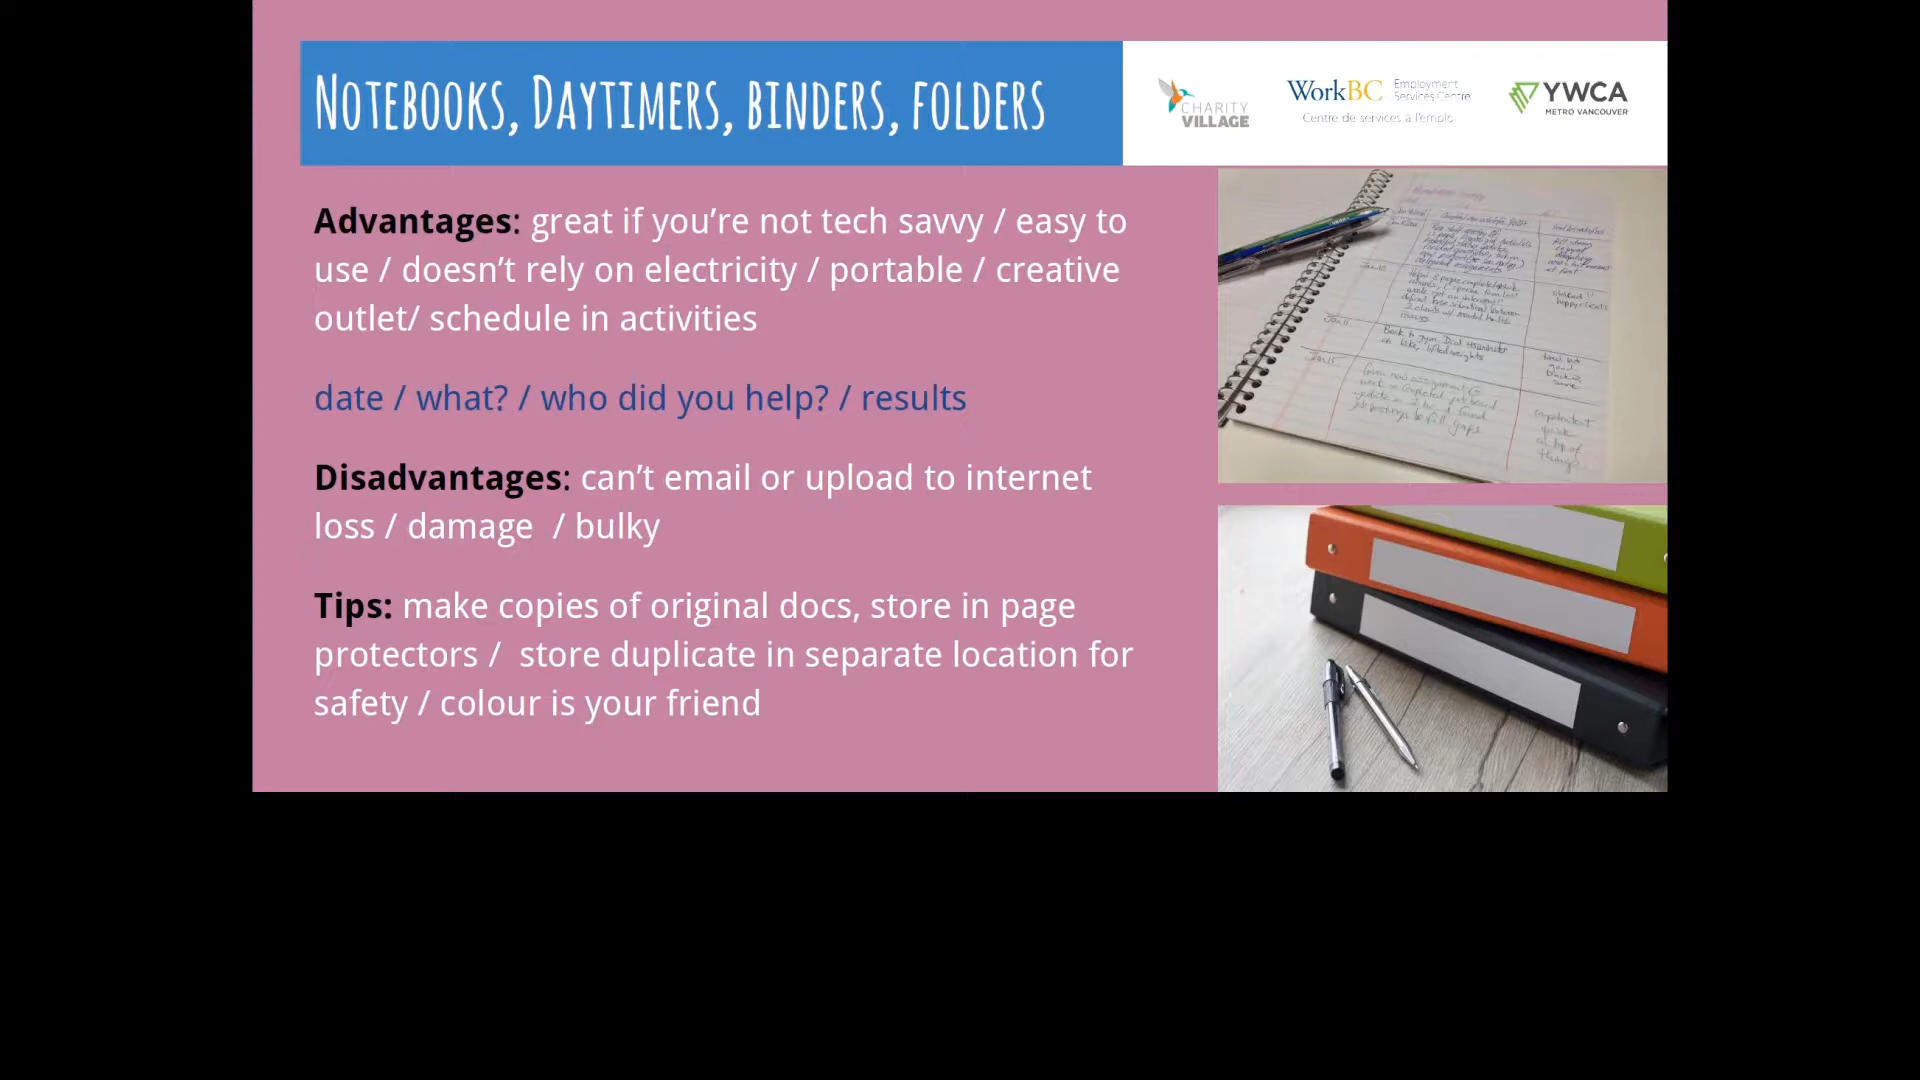 Notebooks, Daytimers, binders, folders
CHARITY
VILLAGE
WorkBC Employment
Services Centre
Centre de services à l'emploi
YWCA
METRO VANCOUVER
Advantages: great if you're not tech savvy / easy to
use / doesn't rely on electricity / portable / creative
outlet/ schedule in activities
date / what? / who did you help? / results
Disadvantages: can't email or upload to internet
loss / damage / bulky
Tips: make copies of original docs, store in page
protectors / store duplicate in separate location for
safety / colour is your friend